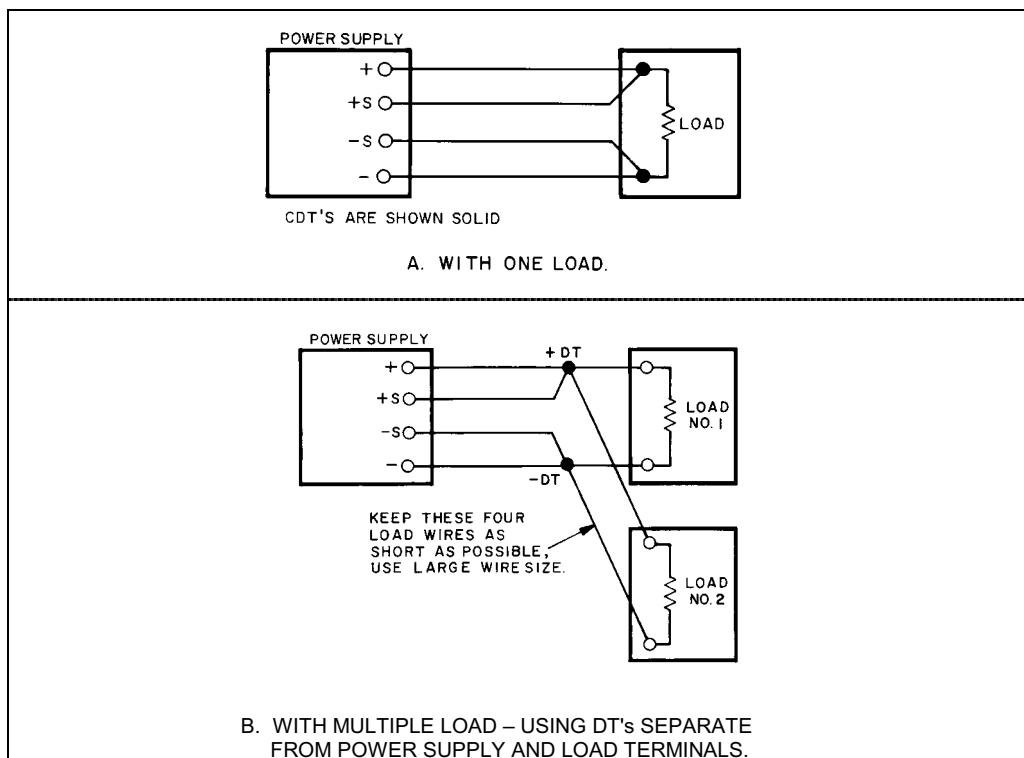 POWER SUPPLY
+
+S
-S
-
LOAD
CDT'S ARE SHOWN SOLID
A. WITH ONE LOAD.
POWER SUPPLY
+
+S
-S
-
+ DT
-DT
LOAD
NO. 1
KEEP THESE FOUR
LOAD WIRES AS
SHORT AS POSSIBLE,
USE LARGE WIRE SIZE.
LOAD
NO. 2
B. WITH MULTIPLE LOAD – USING DT's SEPARATE
FROM POWER SUPPLY AND LOAD TERMINALS.